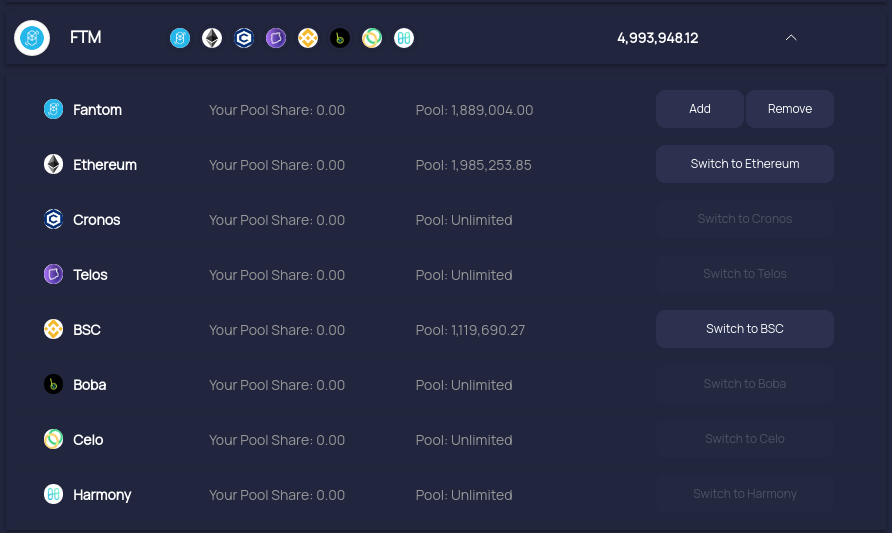 FTM 4,993,948.12
Fantom Your Pool Share: 0.00 Pool: 1,889,004.00 Add Remove
Ethereum Your Pool Share: 0.00 Pool: 1,985,253.85 Switch to Ethereum
Cronos Your Pool Share: 0.00 Pool: Unlimited Switch to Cronos
Telos Your Pool Share: 0.00 Pool: Unlimited Switch to Telos
BSC Your Pool Share: 0.00 Pool: 1,119,690.27 Switch to BSC
Boba Your Pool Share: 0.00 Pool: Unlimited Switch to Boba
Celo Your Pool Share: 0.00 Pool: Unlimited Switch to Celo
Harmony Your Pool Share: 0.00 Pool: Unlimited Switch to Harmony